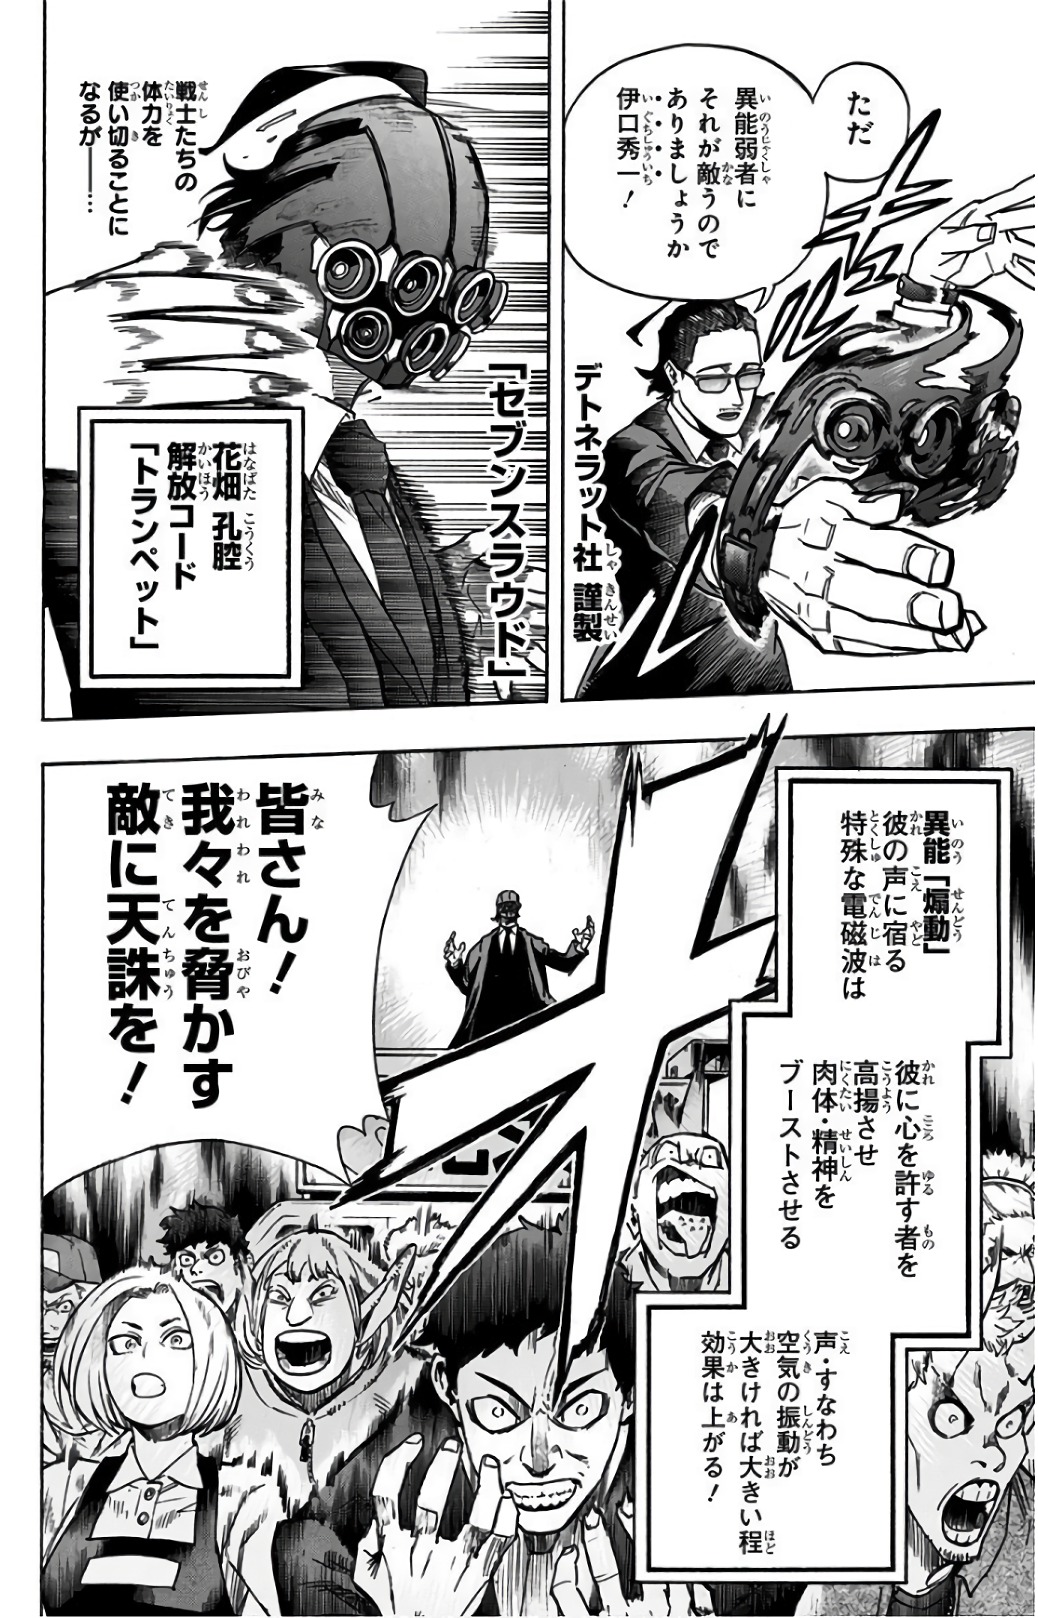 ただ
異能弱者に
それが敵うので
ありましょうか
伊口秀一!
デトネラット社 謹製
「セブンスラウド」
戦士たちの
体力を
使い切ることに
なるが――…
花畑 孔腔
解放コード
「トランペット」
異能「煽動」
彼の声に宿る
特殊な電磁波は
彼に心を許す者を
高揚させ
肉体・精神を
ブーストさせる
声・すなわち
空気の振動が
大きければ大きい程
効果は上がる!
皆さん!
我々を脅かす
敵に天誅を!